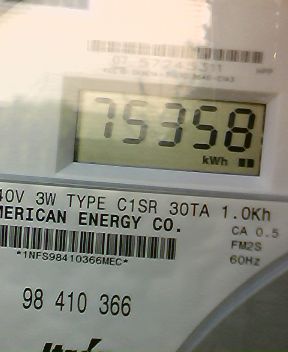 75358
kWh
40V 3W TYPE C1SR 30TA 1.0Kh
MERICAN ENERGY CO.
CA 0.5
FM2S
*1NFS98410366MEC*
60Hz
98 410 366